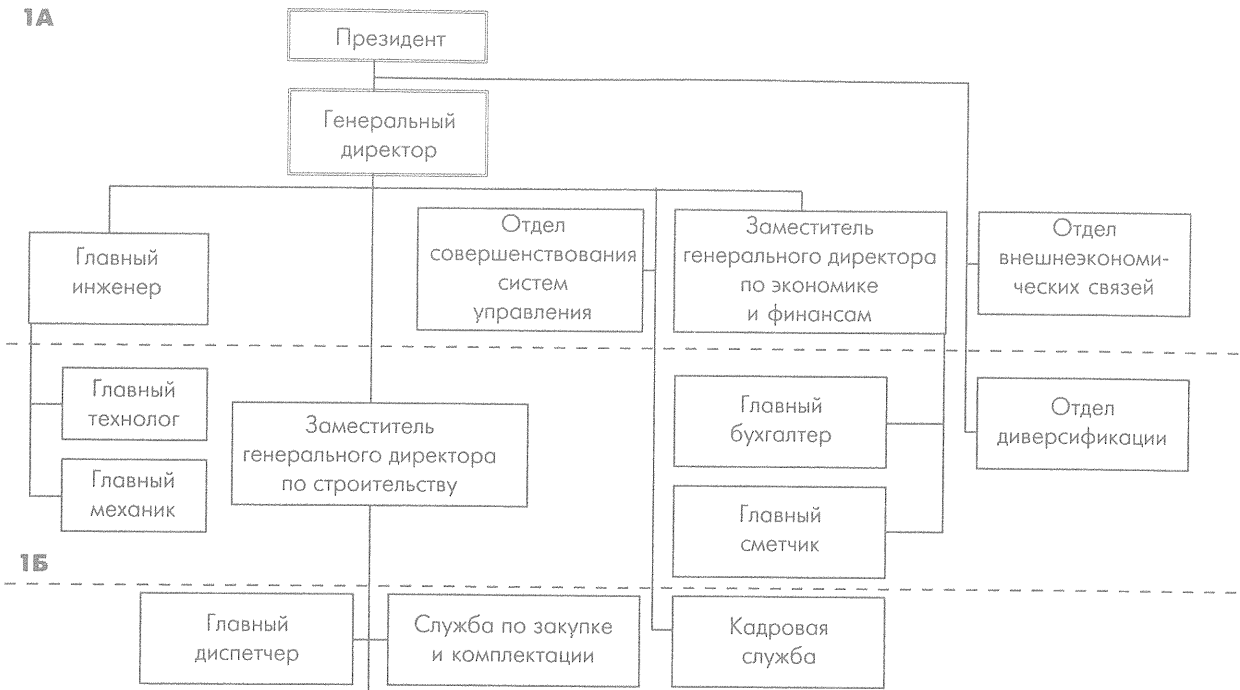 1А
Президент
Генеральный
директор
Главный
инженер
Отдел
совершенствования
систем
управления
Заместитель
генерального директора
по экономике
и финансам
Отдел
внешнеэкономи-
ческих связей
Главный
технолог
Главный
механик
Заместитель
генерального директора
по строительству
Главный
бухгалтер
Главный
сметчик
Отдел
диверсификации
1Б
Главный
диспетчер
Служба по закупке
и комплектации
Кадровая
служба